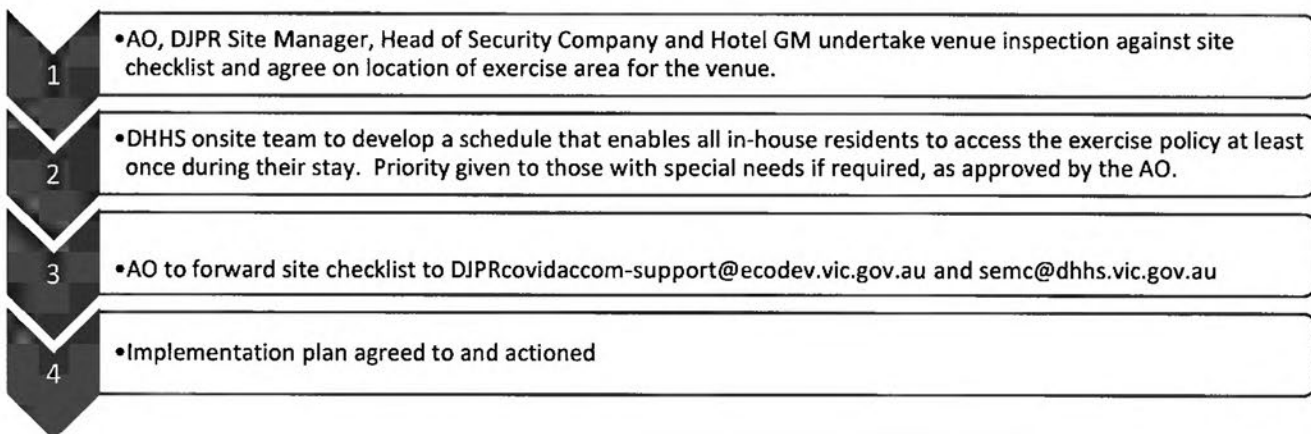 1
•AO, DJPR Site Manager, Head of Security Company and Hotel GM undertake venue inspection against site
checklist and agree on location of exercise area for the venue.
2
•DHHS onsite team to develop a schedule that enables all in-house residents to access the exercise policy at least
once during their stay.  Priority given to those with special needs if required, as approved by the AO.
3
•AO to forward site checklist to DJPRcovidaccom-support@ecodev.vic.gov.au and semc@dhhs.vic.gov.au
4
•Implementation plan agreed to and actioned